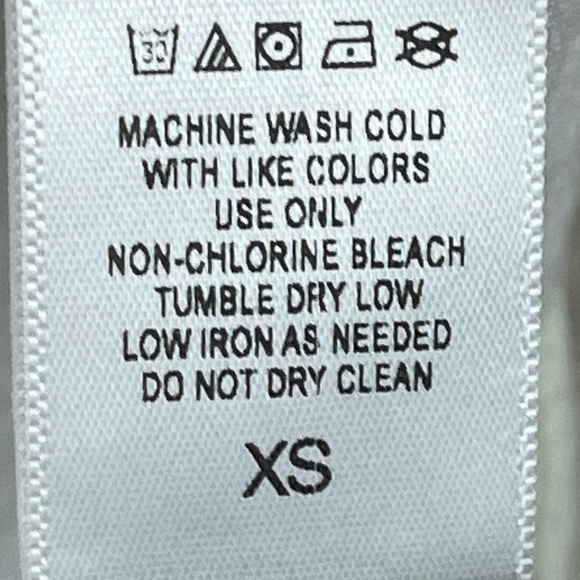 30
MACHINE WASH COLD
WITH LIKE COLORS
USE ONLY
NON-CHLORINE BLEACH
TUMBLE DRY LOW
LOW IRON AS NEEDED
DO NOT DRY CLEAN
XS